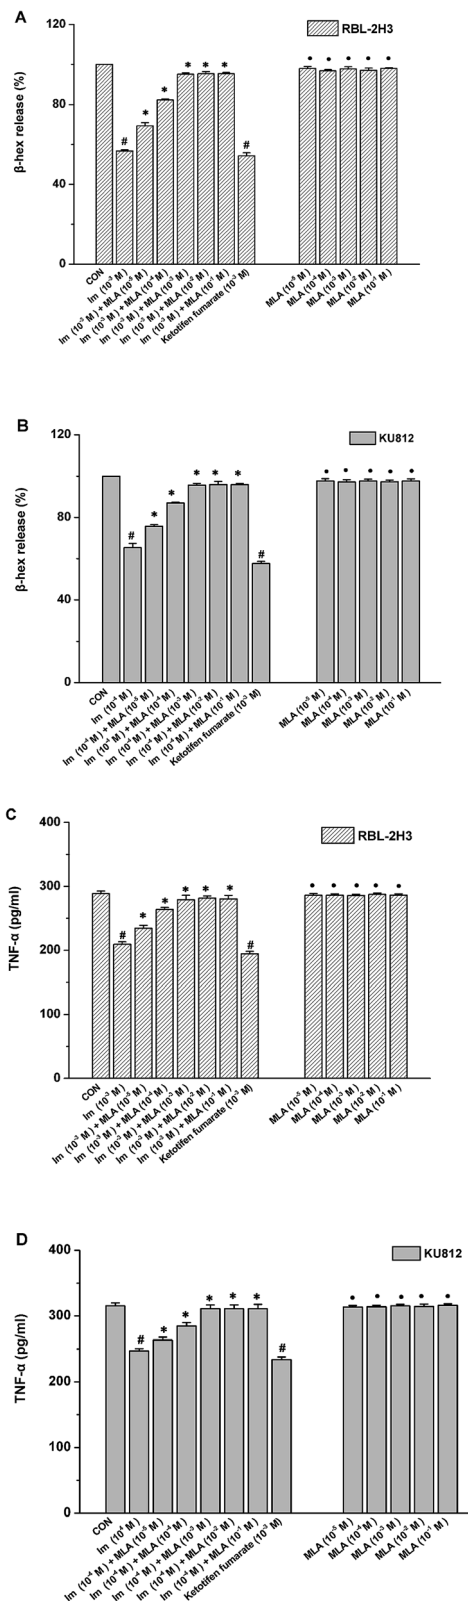 A
RBL-2H3
β-hex release (%)
120
80
40
0
# * * * * * #
• • • • •
CON
Im (10⁻³ M)
Im (10⁻³ M) + MLA (10⁻⁵ M)
Im (10⁻³ M) + MLA (10⁻⁴ M)
Im (10⁻³ M) + MLA (10⁻³ M)
Im (10⁻³ M) + MLA (10⁻² M)
Im (10⁻³ M) + MLA (10⁻¹ M)
Ketotifen fumarate (10⁻³ M)
MLA (10⁻⁵ M)
MLA (10⁻⁴ M)
MLA (10⁻³ M)
MLA (10⁻² M)
MLA (10⁻¹ M)
B
KU812
β-hex release (%)
120
80
40
0
# * * * * * #
• • • • •
CON
Im (10⁻⁴ M)
Im (10⁻⁴ M) + MLA (10⁻⁵ M)
Im (10⁻⁴ M) + MLA (10⁻⁴ M)
Im (10⁻⁴ M) + MLA (10⁻³ M)
Im (10⁻⁴ M) + MLA (10⁻² M)
Im (10⁻⁴ M) + MLA (10⁻¹ M)
Ketotifen fumarate (10⁻³ M)
MLA (10⁻⁵ M)
MLA (10⁻⁴ M)
MLA (10⁻³ M)
MLA (10⁻² M)
MLA (10⁻¹ M)
C
RBL-2H3
TNF-α (pg/ml)
400
300
200
100
0
# * * * * * #
• • • • •
CON
Im (10⁻³ M)
Im (10⁻³ M) + MLA (10⁻⁵ M)
Im (10⁻³ M) + MLA (10⁻⁴ M)
Im (10⁻³ M) + MLA (10⁻³ M)
Im (10⁻³ M) + MLA (10⁻² M)
Im (10⁻³ M) + MLA (10⁻¹ M)
Ketotifen fumarate (10⁻³ M)
MLA (10⁻⁵ M)
MLA (10⁻⁴ M)
MLA (10⁻³ M)
MLA (10⁻² M)
MLA (10⁻¹ M)
D
KU812
TNF-α (pg/ml)
400
300
200
100
0
# * * * * * #
• • • • •
CON
Im (10⁻⁴ M)
Im (10⁻⁴ M) + MLA (10⁻⁵ M)
Im (10⁻⁴ M) + MLA (10⁻⁴ M)
Im (10⁻⁴ M) + MLA (10⁻³ M)
Im (10⁻⁴ M) + MLA (10⁻² M)
Im (10⁻⁴ M) + MLA (10⁻¹ M)
Ketotifen fumarate (10⁻³ M)
MLA (10⁻⁵ M)
MLA (10⁻⁴ M)
MLA (10⁻³ M)
MLA (10⁻² M)
MLA (10⁻¹ M)